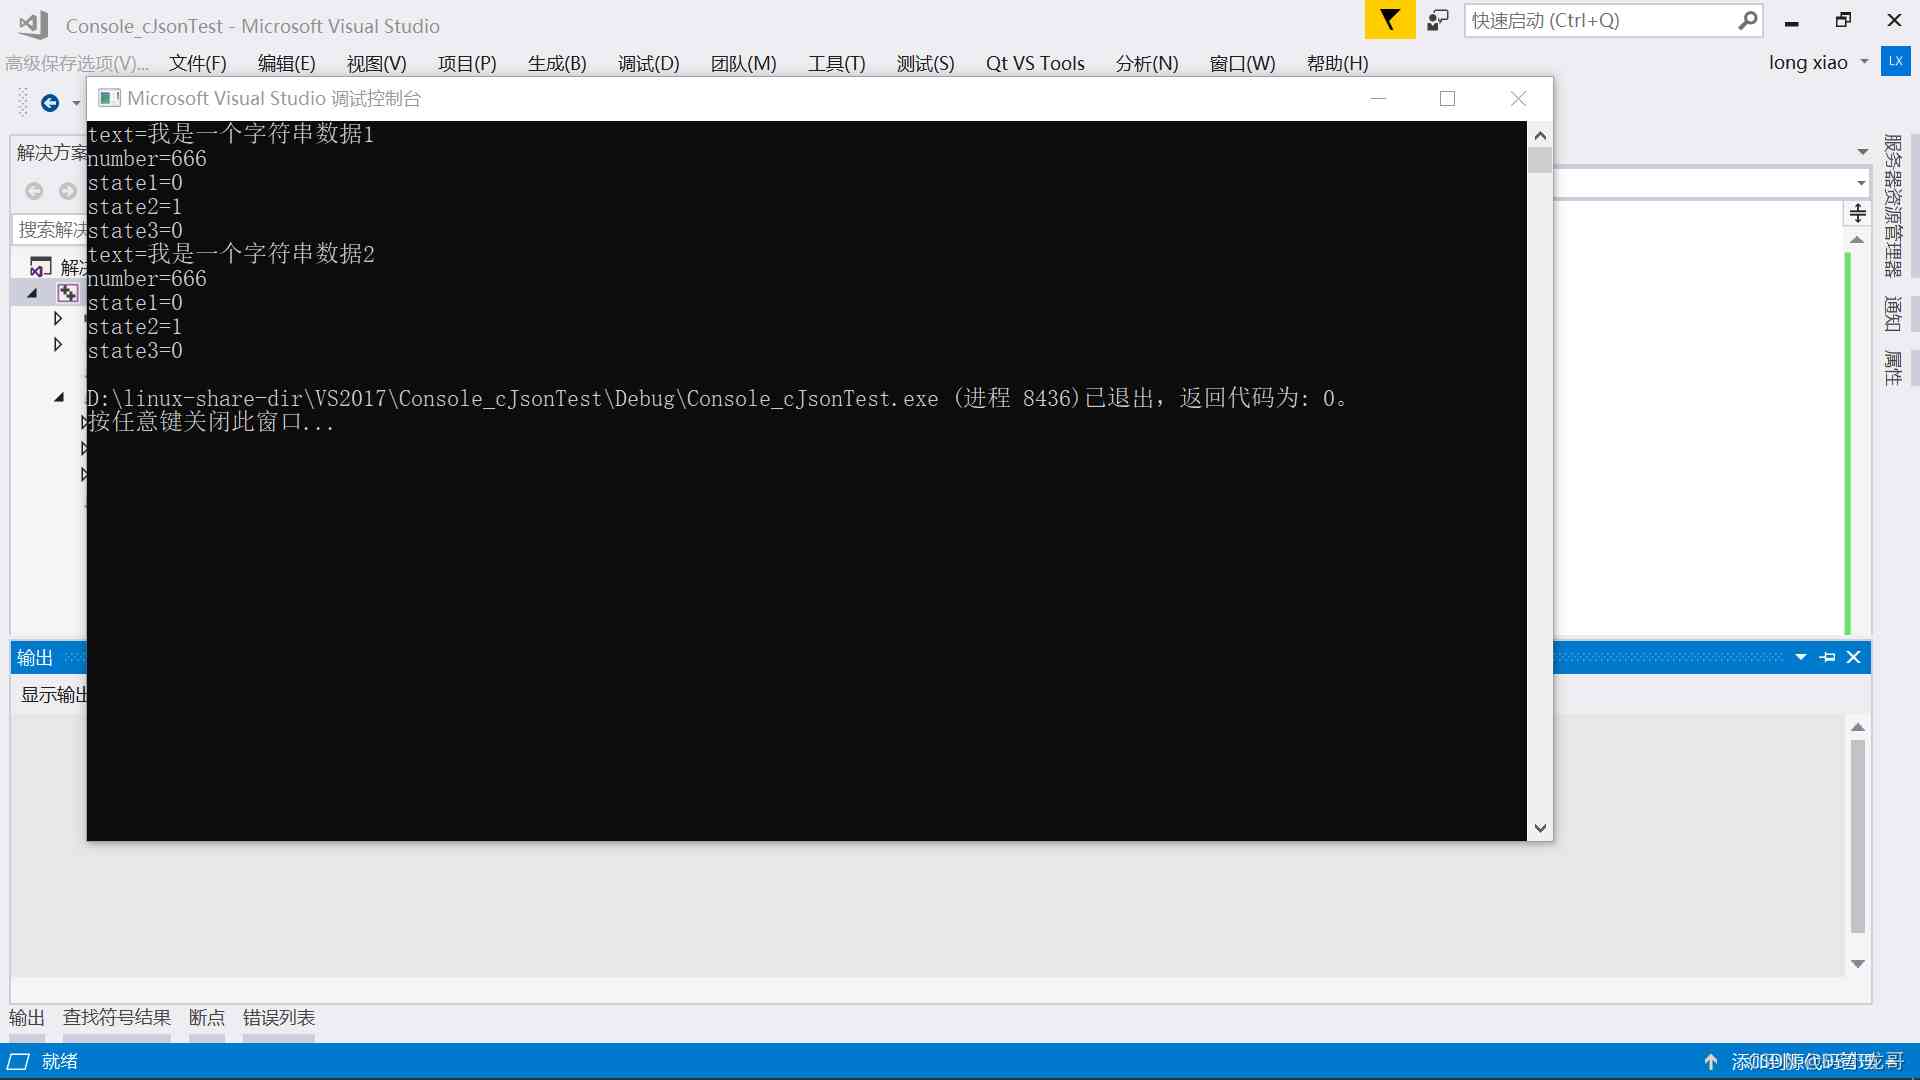 Console_cJsonTest - Microsoft Visual Studio
快速启动 (Ctrl+Q)
高级保存选项(V)... 文件(F) 编辑(E) 视图(V) 项目(P) 生成(B) 调试(D) 团队(M) 工具(T) 测试(S) Qt VS Tools 分析(N) 窗口(W) 帮助(H) long xiao LX
Microsoft Visual Studio 调试控制台
text=我是一个字符串数据1
number=666
state1=0
state2=1
state3=0
text=我是一个字符串数据2
number=666
state1=0
state2=1
state3=0
D:\linux-share-dir\VS2017\Console_cJsonTest\Debug\Console_cJsonTest.exe (进程 8436)已退出，返回代码为: 0。
按任意键关闭此窗口...
解决方案
搜索解决
解决
服务器资源管理器
通知
属性
输出
显示输出
输出 查找符号结果 断点 错误列表
就绪